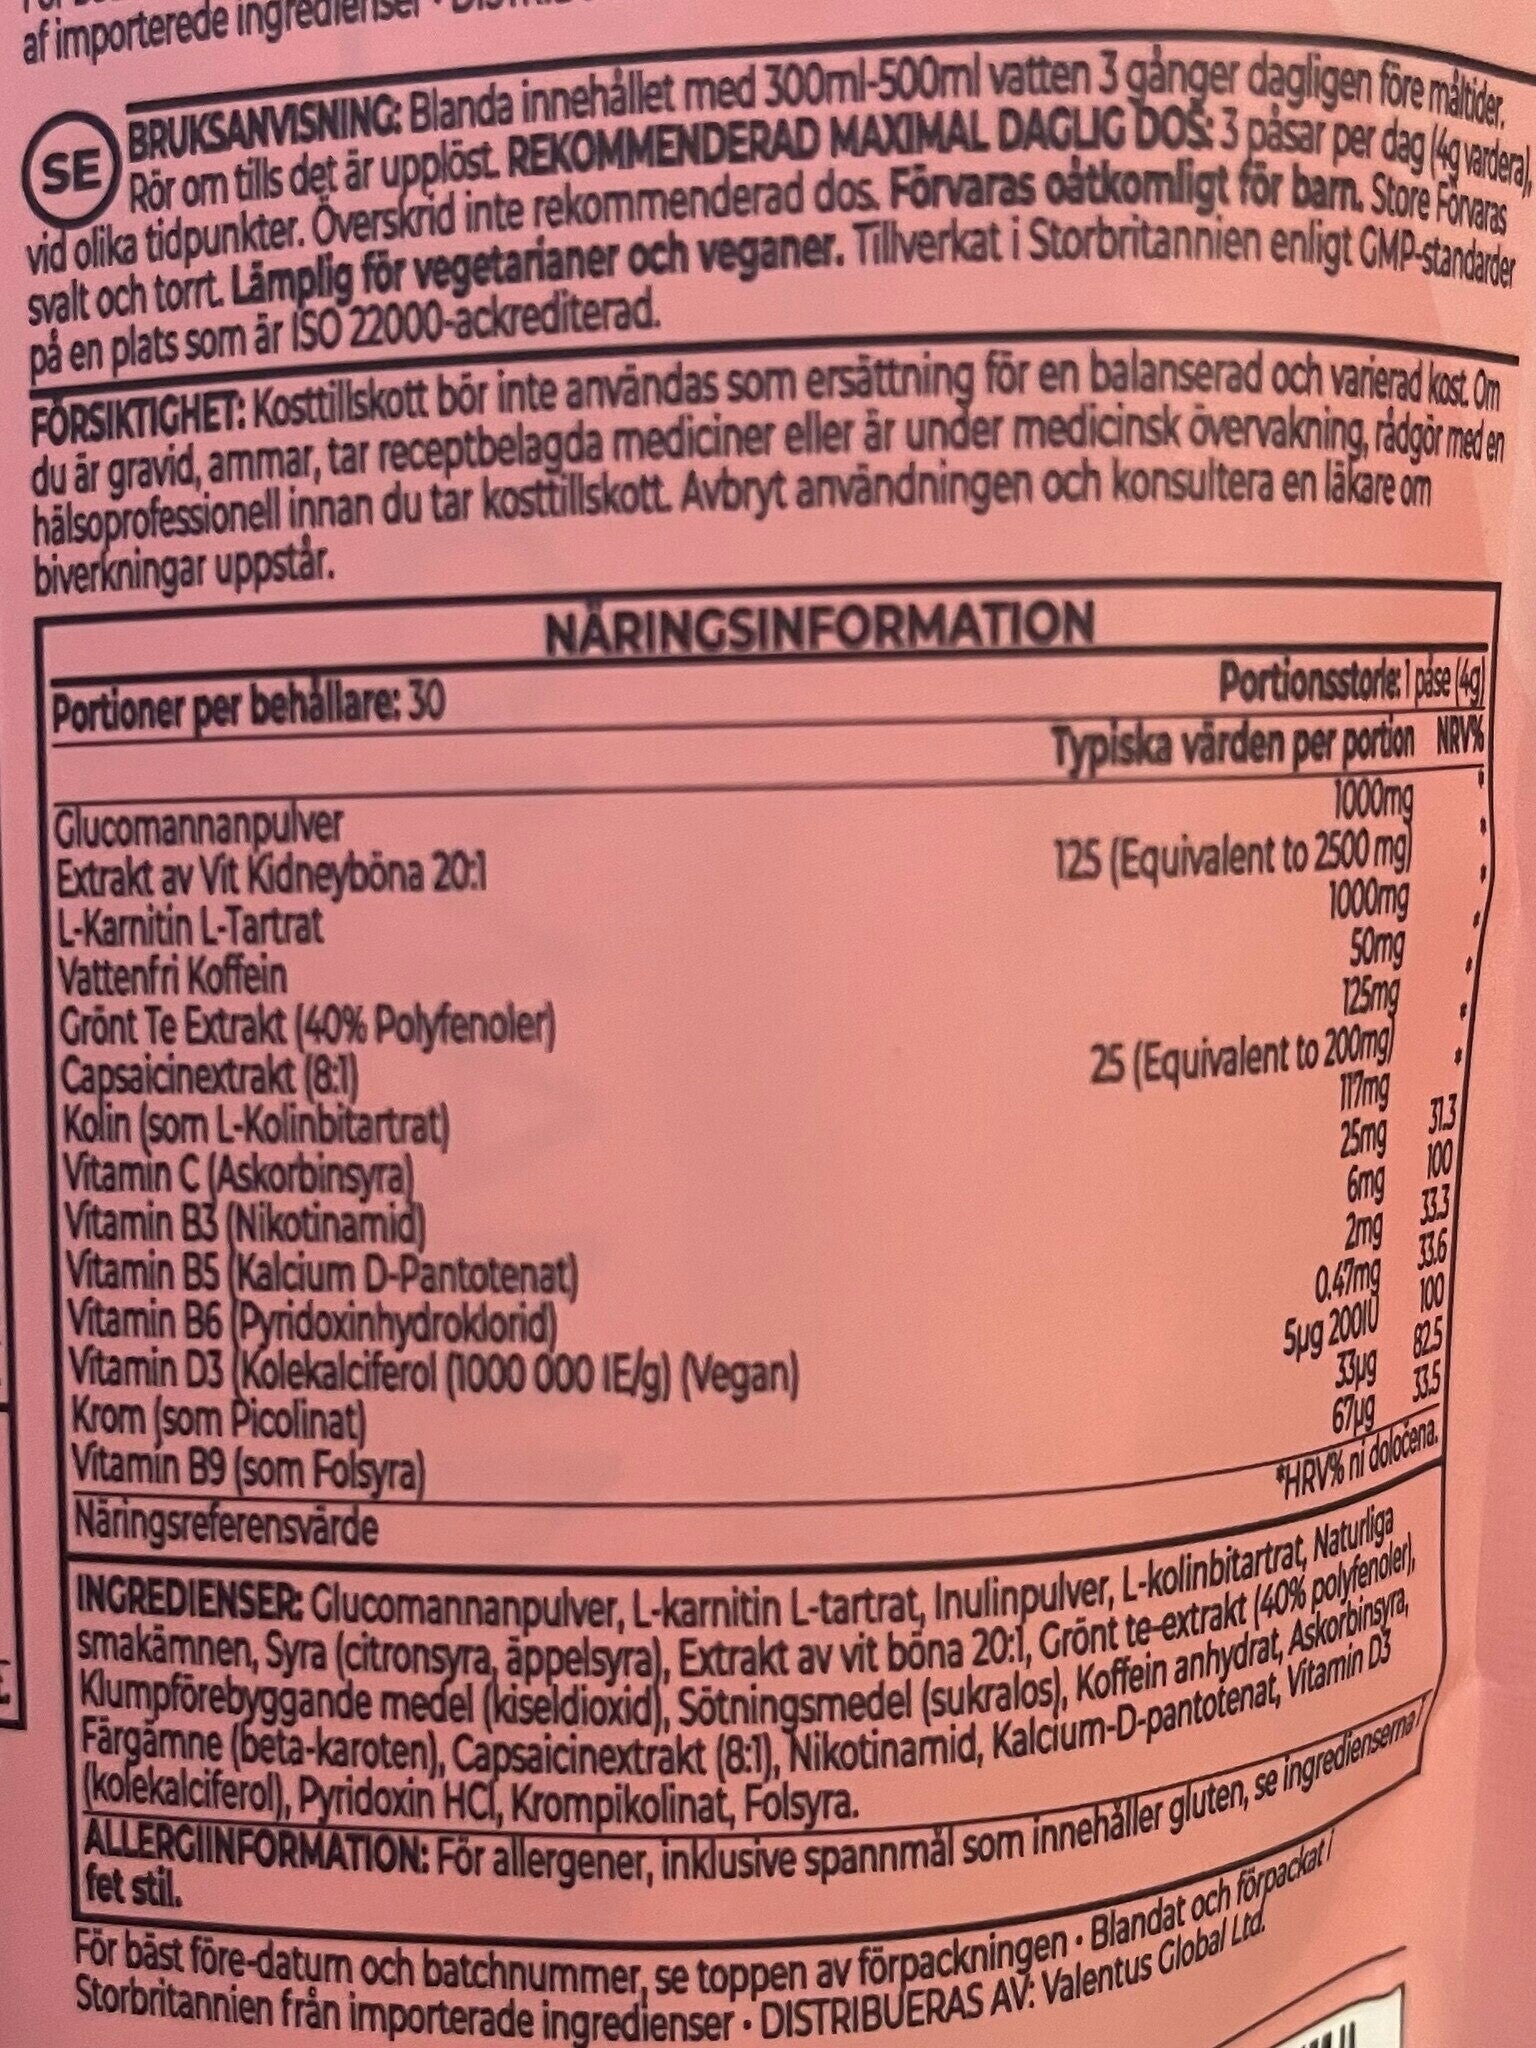 af importerede ingredienser
SE
BRUKSANVISNING: Blanda innehållet med 300ml-500ml vatten 3 gånger dagligen före måltider.
Rör om tills det är upplöst. REKOMMENDERAD MAXIMAL DAGLIG DOS: 3 påsar per dag (4g vardera),
vid olika tidpunkter. Överskrid inte rekommenderad dos. Förvaras oåtkomligt för barn. Store Förvaras
svalt och torrt. Lämplig för vegetarianer och veganer. Tillverkat i Storbritannien enligt GMP-standarder
på en plats som är ISO 22000-ackrediterad.
FÖRSIKTIGHET: Kosttillskott bör inte användas som ersättning för en balanserad och varierad kost. Om
du är gravid, ammar, tar receptbelagda mediciner eller är under medicinsk övervakning, rådgör med en
hälsoprofessionell innan du tar kosttillskott. Avbryt användningen och konsultera en läkare om
biverkningar uppstår.
NÄRINGSINFORMATION
Portioner per behållare: 30 Portionsstorle: 1 påse (4g)
Typiska värden per portion NRV%
Glucomannanpulver 1000mg *
Extrakt av Vit Kidneyböna 20:1 125 (Equivalent to 2500 mg) *
L-Karnitin L-Tartrat 1000mg *
Vattenfri Koffein 50mg *
Grönt Te Extrakt (40% Polyfenoler) 125mg *
Capsaicinextrakt (8:1) 25 (Equivalent to 200mg) *
Kolin (som L-Kolinbitartrat) 117mg *
Vitamin C (Askorbinsyra) 25mg 31.3
Vitamin B3 (Nikotinamid) 6mg 100
Vitamin B5 (Kalcium D-Pantotenat) 2mg 33.3
Vitamin B6 (Pyridoxinhydroklorid) 0.47mg 33.6
Vitamin D3 (Kolekalciferol (1000 000 IE/g) (Vegan) 5µg 200IU 100
Krom (som Picolinat) 33µg 82.5
Vitamin B9 (som Folsyra) 67µg 33.5
Näringsreferensvärde *HRV% ni določena.
INGREDIENSER: Glucomannanpulver, L-karnitin L-tartrat, Inulinpulver, L-kolinbitartrat, Naturliga
smakämnen, Syra (citronsyra, äppelsyra), Extrakt av vit böna 20:1, Grönt te-extrakt (40% polyfenoler),
Klumpförebyggande medel (kiseldioxid), Sötningsmedel (sukralos), Koffein anhydrat, Askorbinsyra,
Färgämne (beta-karoten), Capsaicinextrakt (8:1), Nikotinamid, Kalcium-D-pantotenat, Vitamin D3
(kolekalciferol), Pyridoxin HCl, Krompikolinat, Folsyra.
ALLERGIINFORMATION: För allergener, inklusive spannmål som innehåller gluten, se ingredienserna i
fet stil.
För bäst före-datum och batchnummer, se toppen av förpackningen • Blandat och förpackat i
Storbritannien från importerade ingredienser • DISTRIBUERAS AV: Valentus Global Ltd.